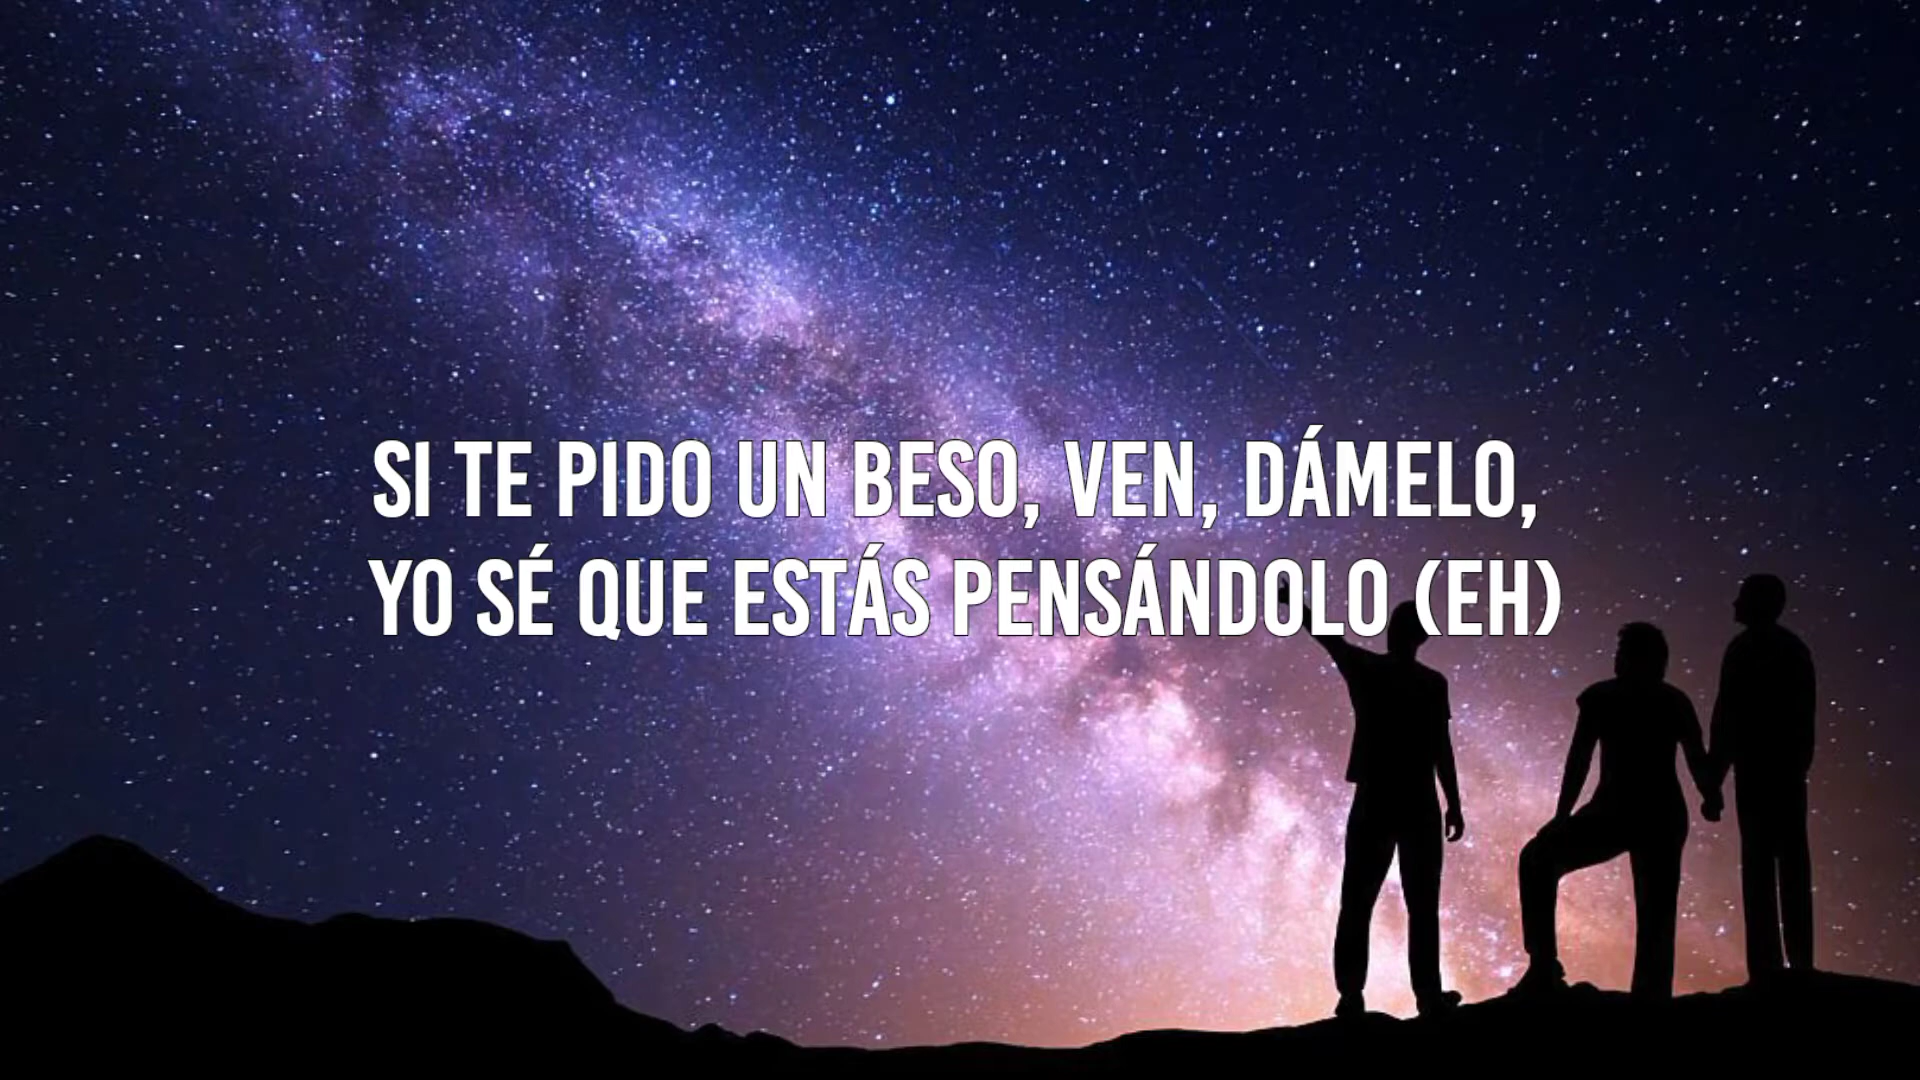 SI TE PIDO UN BESO, VEN, DÁMELO,
YO SÉ QUE ESTÁS PENSÁNDOLO (EH)